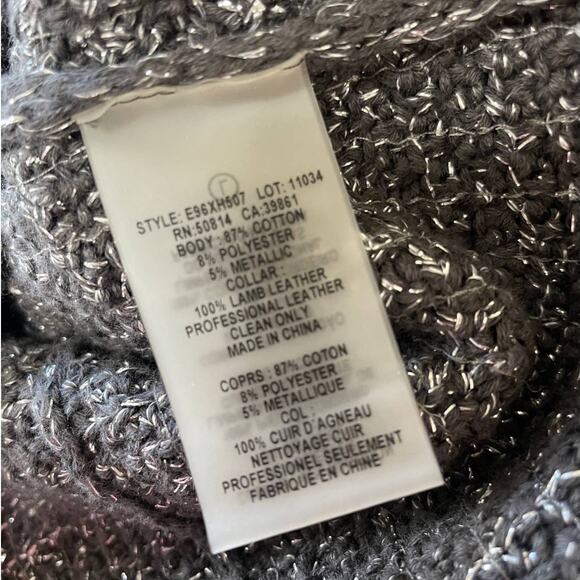 L
STYLE: E96XH507 LOT: 11034
RN:50814 CA:39861
BODY : 87% COTTON
8% POLYESTER
5% METALLIC
COLLAR :
100% LAMB LEATHER
PROFESSIONAL LEATHER
CLEAN ONLY
MADE IN CHINA
COPRS : 87% COTON
8% POLYESTER
5% METALLIQUE
COL :
100% CUIR D'AGNEAU
NETTOYAGE CUIR
PROFESSIONEL SEULEMENT
FABRIQUE EN CHINE